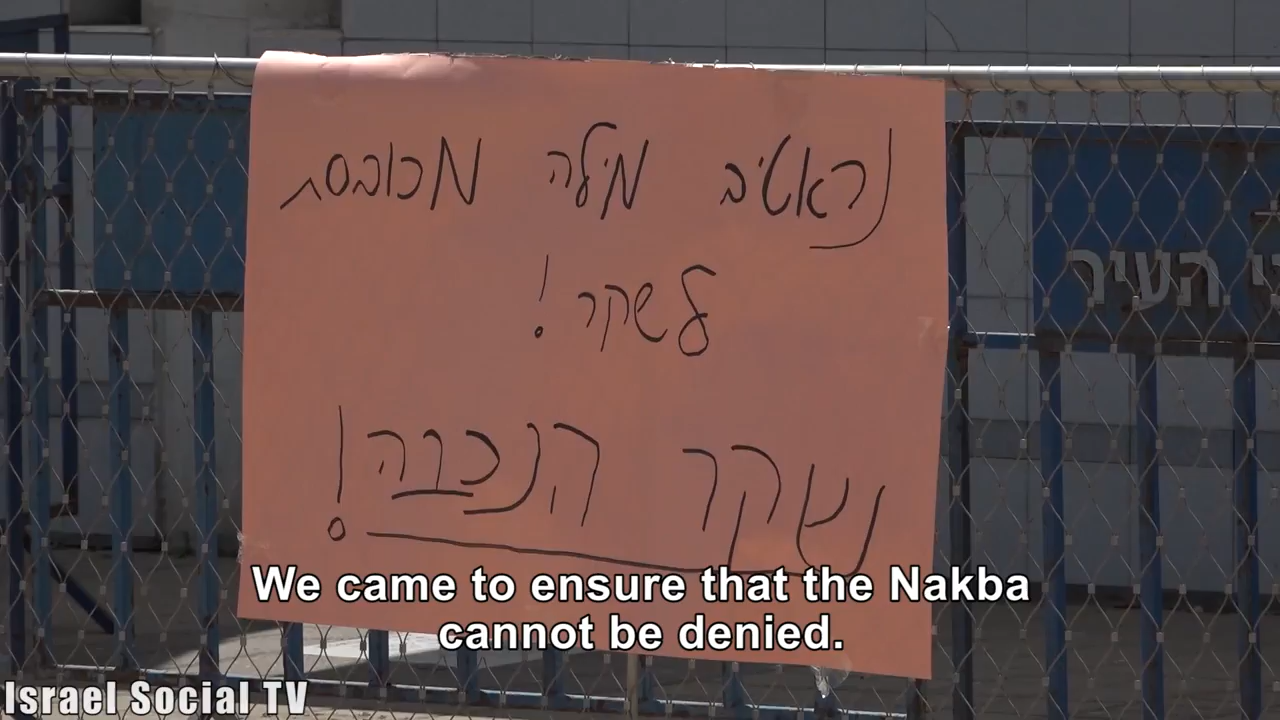 נראטיב מילה מכובסת
לשקר!
שקר הנכבה!
העיר
We came to ensure that the Nakba
cannot be denied.
Israel Social TV